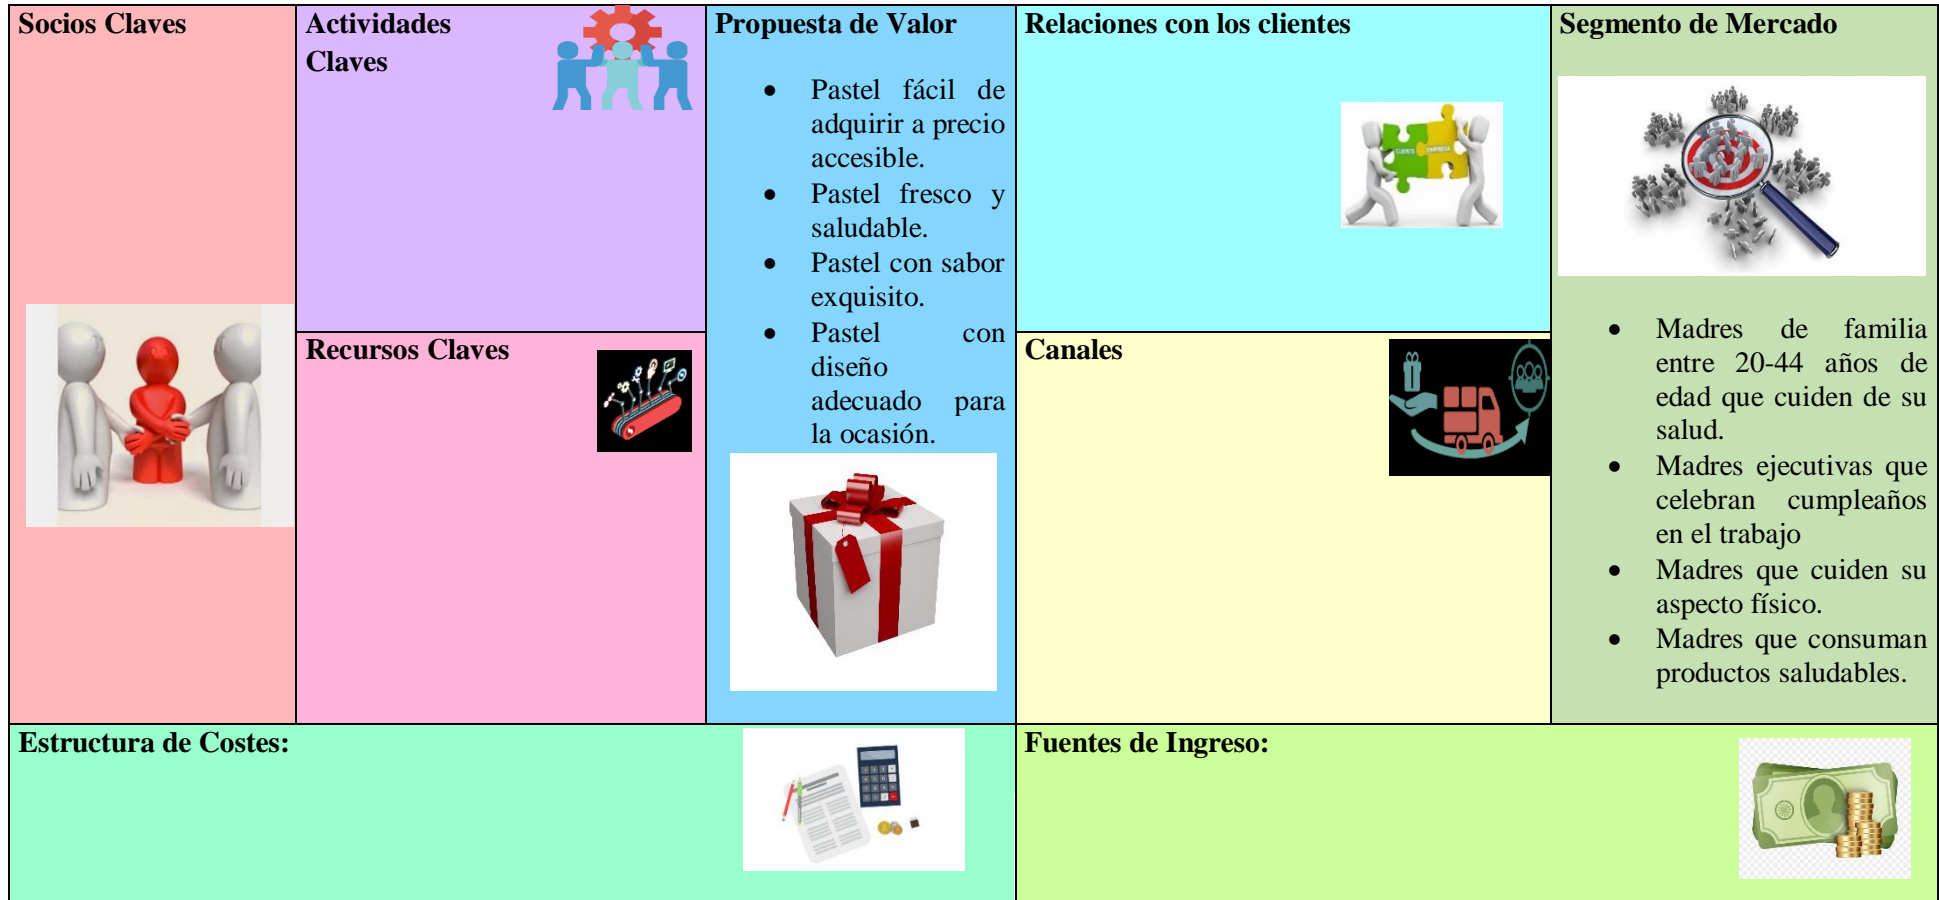 Socios Claves
Actividades
Claves
Propuesta de Valor
• Pastel fácil de
adquirir a precio
accesible.
• Pastel fresco y
saludable.
• Pastel con sabor
exquisito.
• Pastel con
diseño
adecuado para
la ocasión.
Relaciones con los clientes
CLIENTE EMPRESA
Segmento de Mercado
• Madres de familia
entre 20-44 años de
edad que cuiden de su
salud.
• Madres ejecutivas que
celebran cumpleaños
en el trabajo
• Madres que cuiden su
aspecto físico.
• Madres que consuman
productos saludables.
Recursos Claves
Canales
Estructura de Costes:
Fuentes de Ingreso: